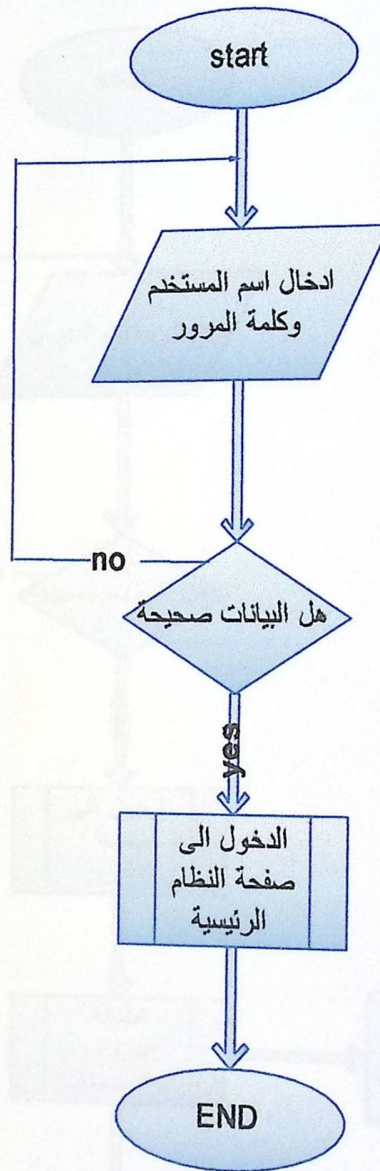 start
ادخال اسم المستخدم
وكلمة المرور
no
هل البيانات صحيحة
yes
الدخول الى
صفحة النظام
الرئيسية
END